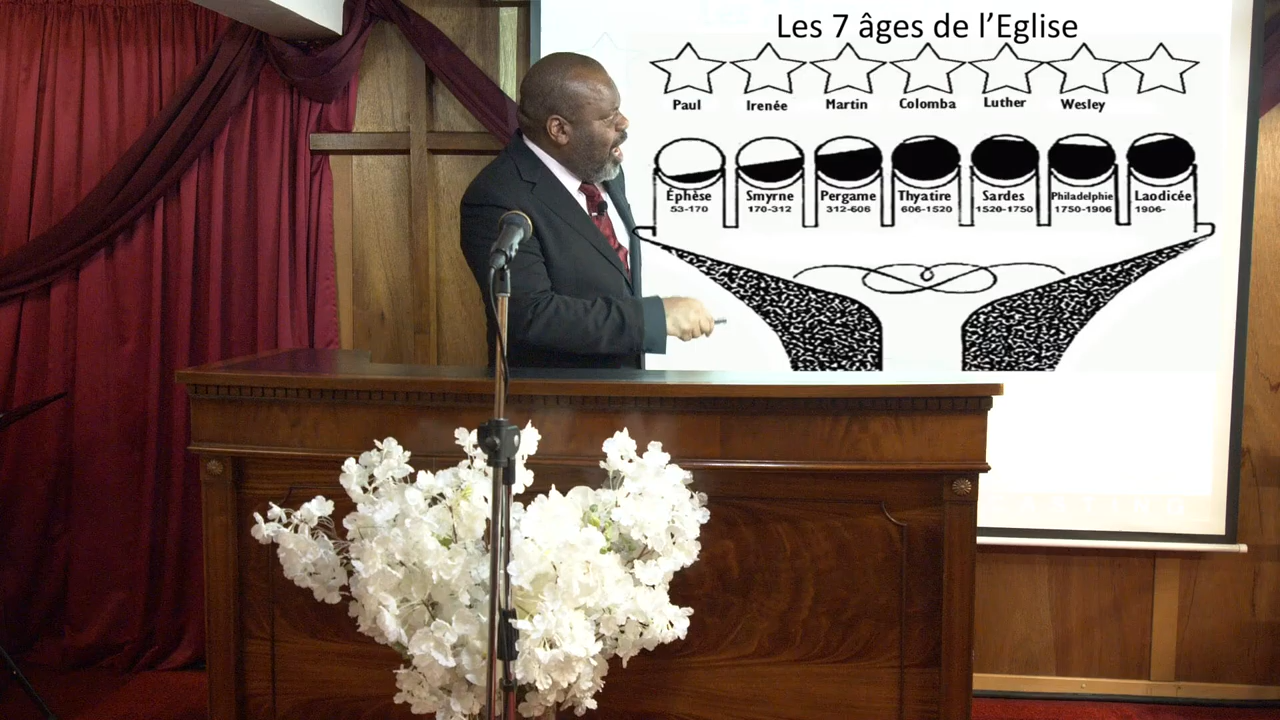 Les 7 âges de l’Eglise
Paul Irenée Martin Colomba Luther Wesley
Éphèse Smyrne Pergame Thyatire Sardes Philadelphie Laodicée
53-170 170-312 312-606 606-1520 1520-1750 1750-1906 1906-